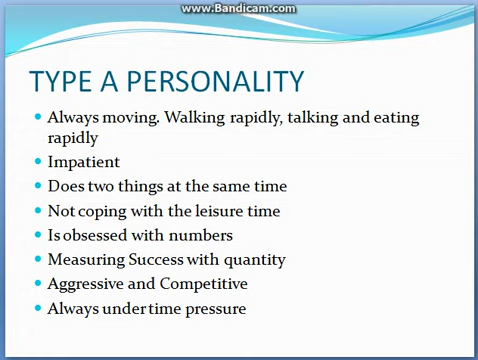 www.Bandicam.com
TYPE A PERSONALITY
Always moving. Walking rapidly, talking and eating
rapidly
Impatient
Does two things at the same time
Not coping with the leisure time
Is obsessed with numbers
Measuring Success with quantity
Aggressive and Competitive
Always under time pressure